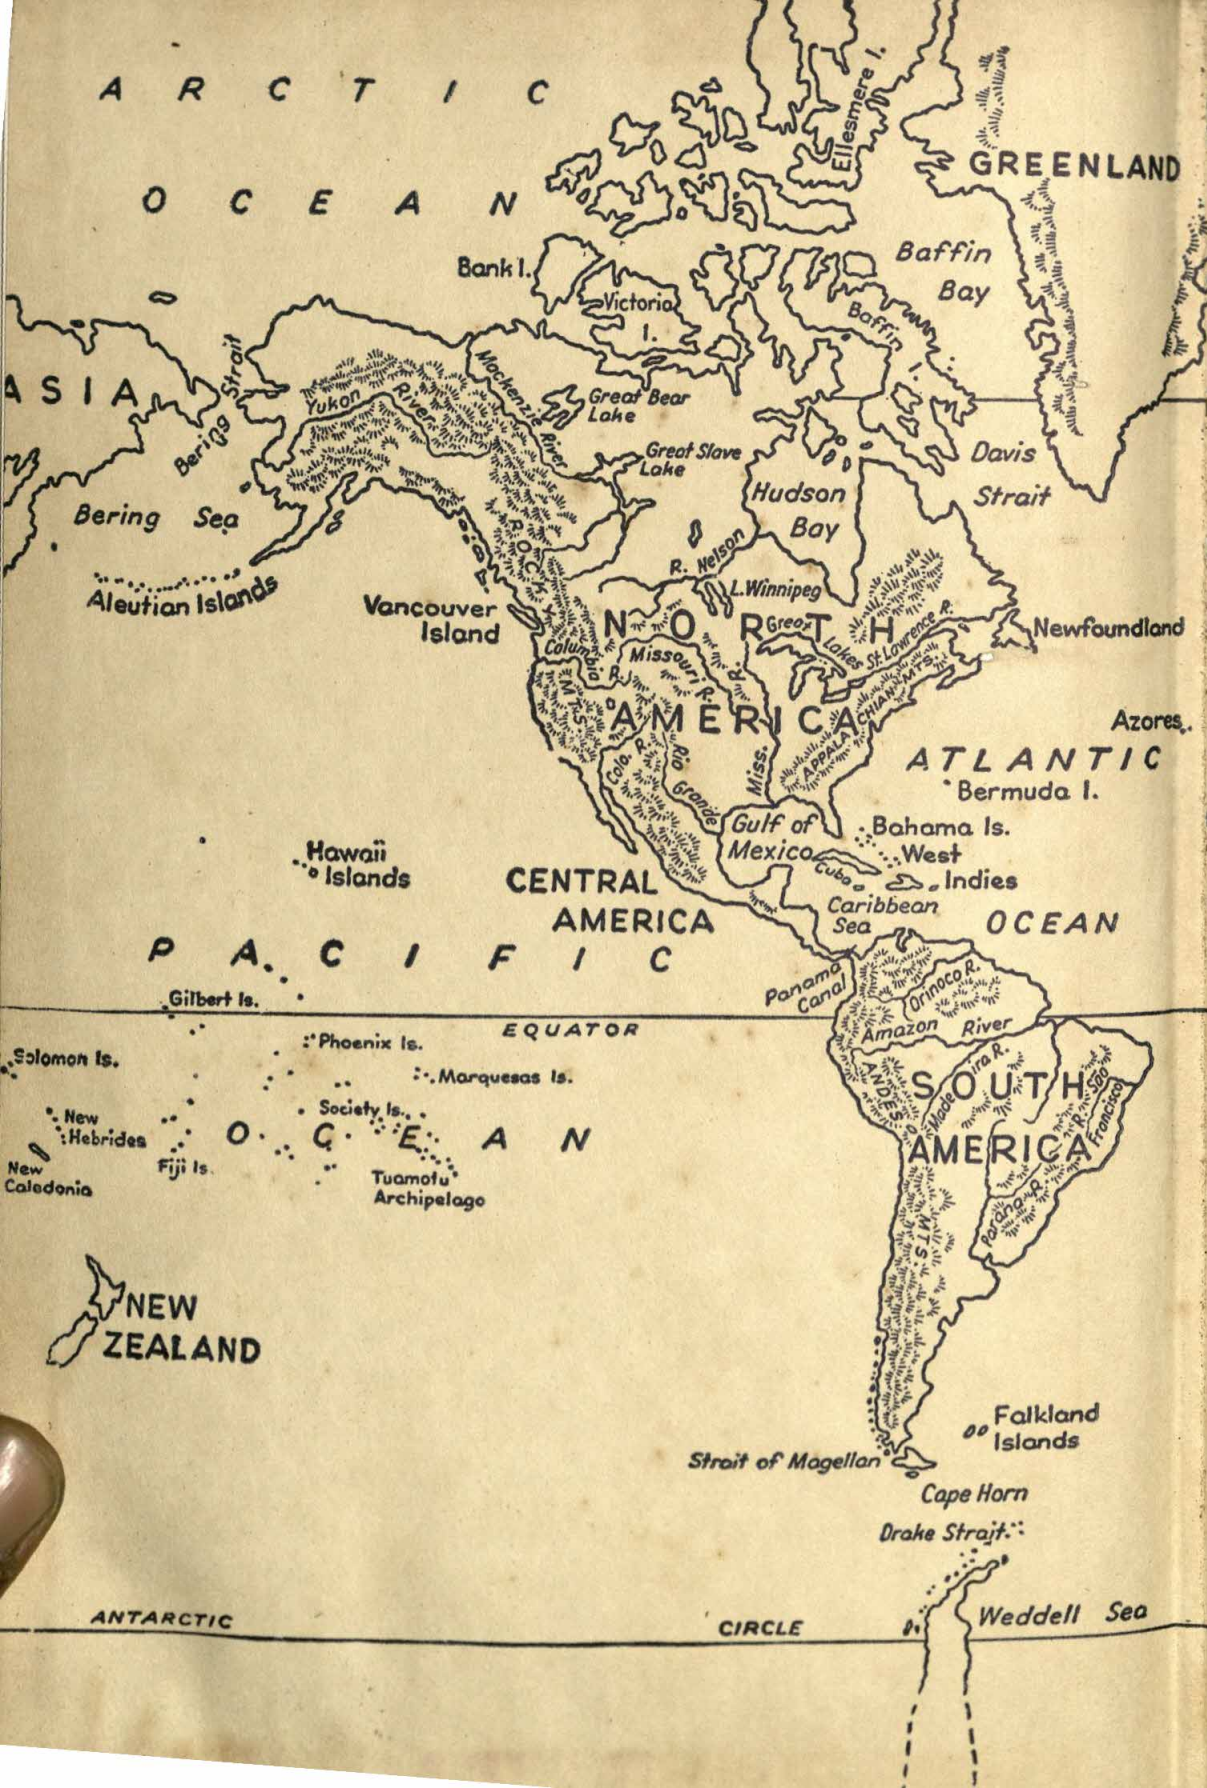 ARCTIC
Ellesmere I.
GREENLAND
OCEAN
Baffin
Bay
Bank I.
Victoria
I.
Baffin I.
Bering Strait
ASIA
Yukon River
Mackenzie River
Great Bear
Lake
Great Slave
Lake
Davis
Strait
Hudson
Bay
Bering Sea
Aleutian Islands
R. Nelson
L. Winnipeg
Vancouver
Island
ROCKY
MTS.
NORTH
Great
Lakes
St. Lawrence R.
Newfoundland
Columbia
R.
Missouri R.
AMERICA
APPALACHIAN MTS.
Azores
ATLANTIC
Colo. R.
Rio Grande
Miss.
R.
Bermuda I.
Gulf of
Mexico
Bahama Is.
West
Indies
Cuba
Hawaii
Islands
CENTRAL
AMERICA
Caribbean
Sea
OCEAN
PACIFIC
Panama
Canal
Orinoco R.
Gilbert Is.
EQUATOR
Amazon River
Phoenix Is.
Solomon Is.
Marquesas Is.
ANDES
MTS.
Madeira R.
SOUTH
R. São
Francisco
Society Is.
New
Hebrides
OCEAN
AMERICA
New
Caledonia
Fiji Is.
Tuamotu
Archipelago
Parana R.
NEW
ZEALAND
Falkland
Islands
Strait of Magellan
Cape Horn
Drake Strait
Weddell Sea
ANTARCTIC CIRCLE